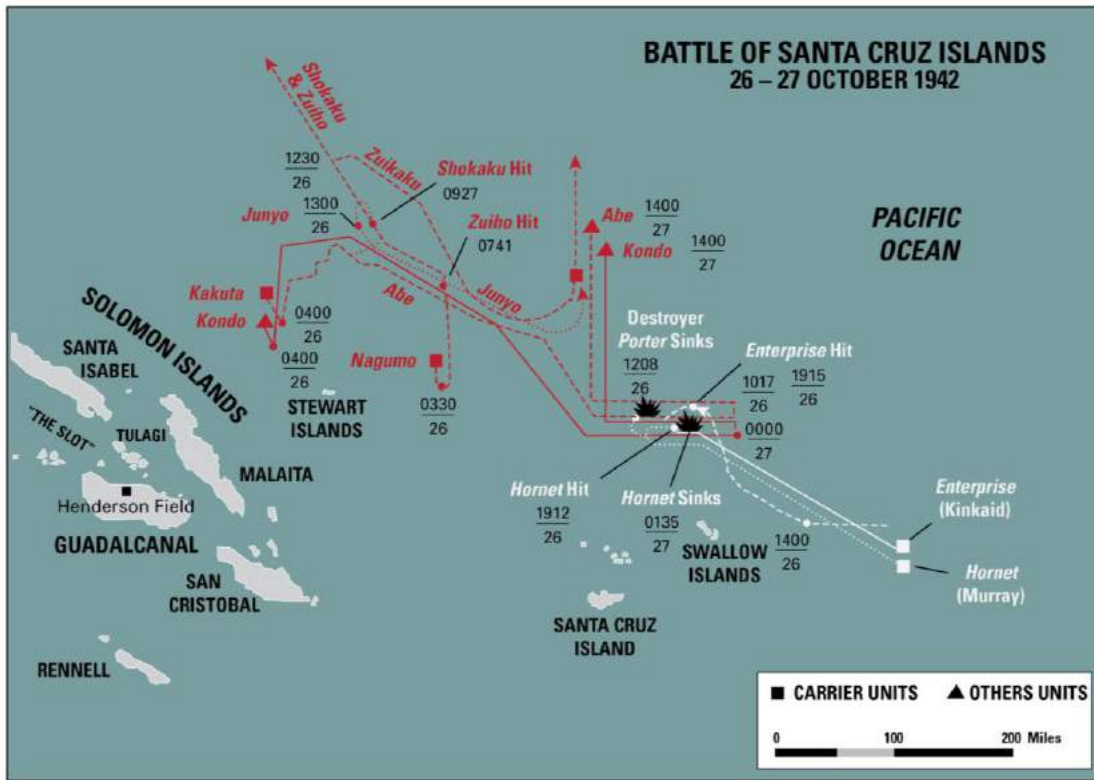 BATTLE OF SANTA CRUZ ISLANDS
26 – 27 OCTOBER 1942
Shokaku
& Zuiho
1230
26
Zuikaku
Shokaku Hit
0927
Junyo
1300
26
Zuiho Hit
0741
Abe
1400
27
Kondo
1400
27
PACIFIC
OCEAN
Kakuta
Kondo
0400
26
0400
26
Abe
Junyo
Nagumo
0330
26
Destroyer
Porter Sinks
1208
26
Enterprise Hit
1017
26
1915
26
0000
27
SOLOMON ISLANDS
SANTA
ISABEL
"THE SLOT"
TULAGI
STEWART
ISLANDS
MALAITA
Henderson Field
GUADALCANAL
SAN
CRISTOBAL
RENNELL
Hornet Hit
1912
26
Hornet Sinks
0135
27
SWALLOW
ISLANDS
1400
26
Enterprise
(Kinkaid)
Hornet
(Murray)
SANTA CRUZ
ISLAND
CARRIER UNITS
OTHERS UNITS
0 100 200 Miles